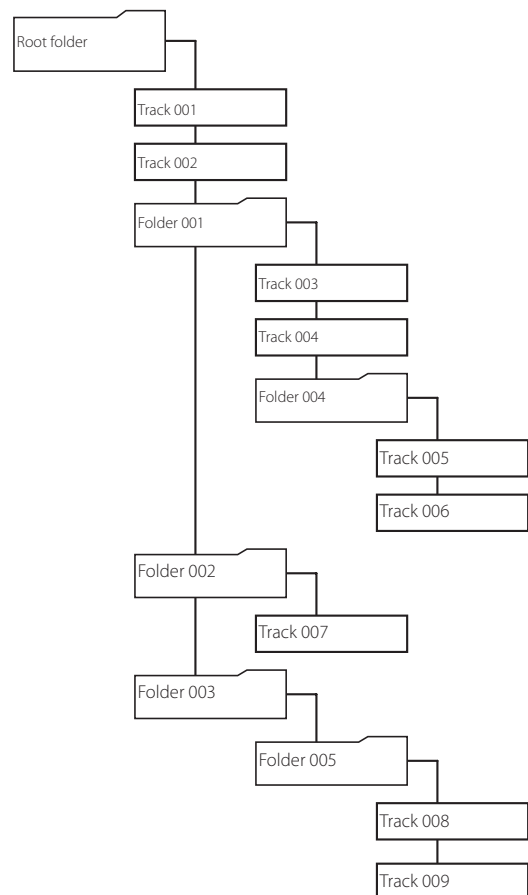 Root folder
Track 001
Track 002
Folder 001
Track 003
Track 004
Folder 004
Track 005
Track 006
Folder 002
Track 007
Folder 003
Folder 005
Track 008
Track 009